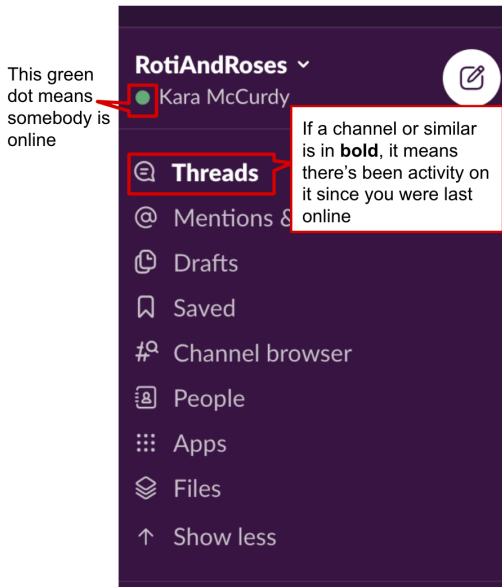 RotiAndRoses
Kara McCurdy
This green
dot means
somebody is
online
If a channel or similar
is in bold, it means
there's been activity on
it since you were last
online
Threads
@ Mentions &
Drafts
Saved
Channel browser
People
Apps
Files
Show less